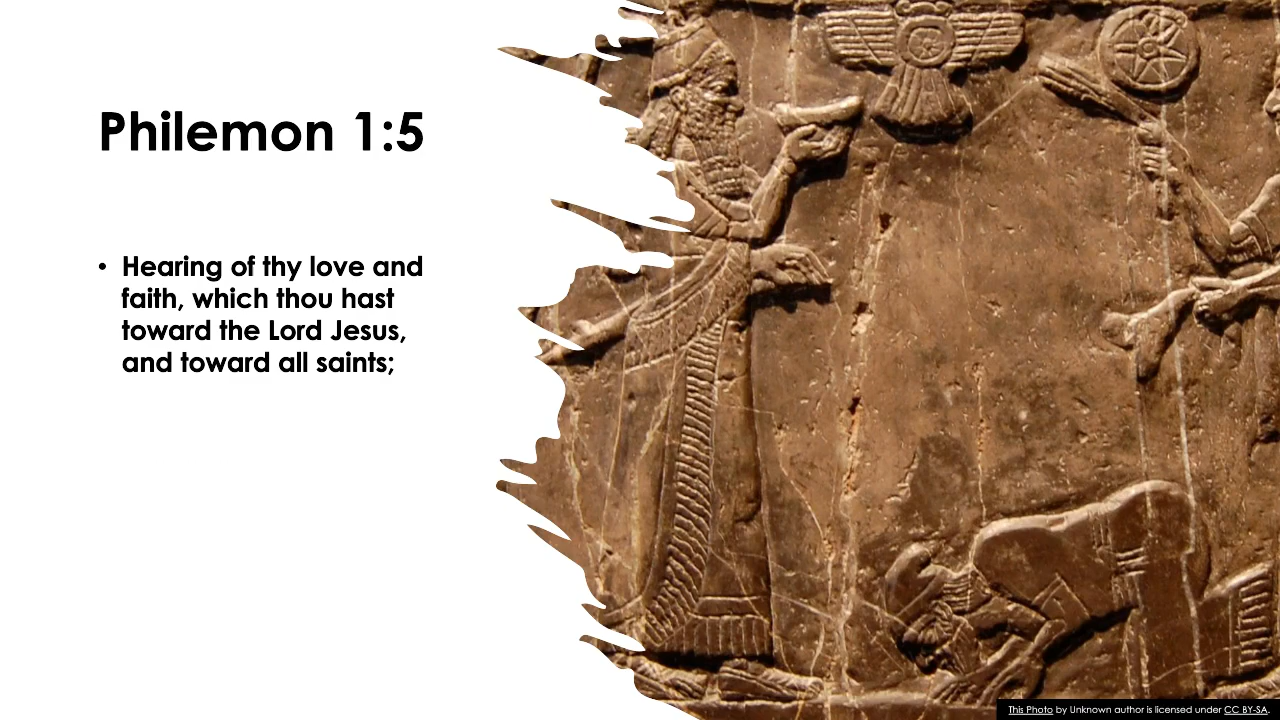 Philemon 1:5
• Hearing of thy love and
faith, which thou hast
toward the Lord Jesus,
and toward all saints;
This Photo by Unknown author is licensed under CC BY-SA.